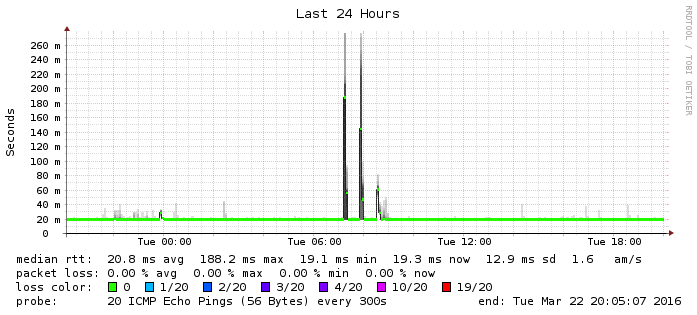 Last 24 Hours
RRDTOOL / TOBI OETIKER
Seconds
260 m
240 m
220 m
200 m
180 m
160 m
140 m
120 m
100 m
80 m
60 m
40 m
20 m
0
Tue 00:00 Tue 06:00 Tue 12:00 Tue 18:00
median rtt: 20.8 ms avg 188.2 ms max 19.1 ms min 19.3 ms now 12.9 ms sd 1.6 am/s
packet loss: 0.00 % avg 0.00 % max 0.00 % min 0.00 % now
loss color: 0 1/20 2/20 3/20 4/20 10/20 19/20
probe: 20 ICMP Echo Pings (56 Bytes) every 300s end: Tue Mar 22 20:05:07 2016